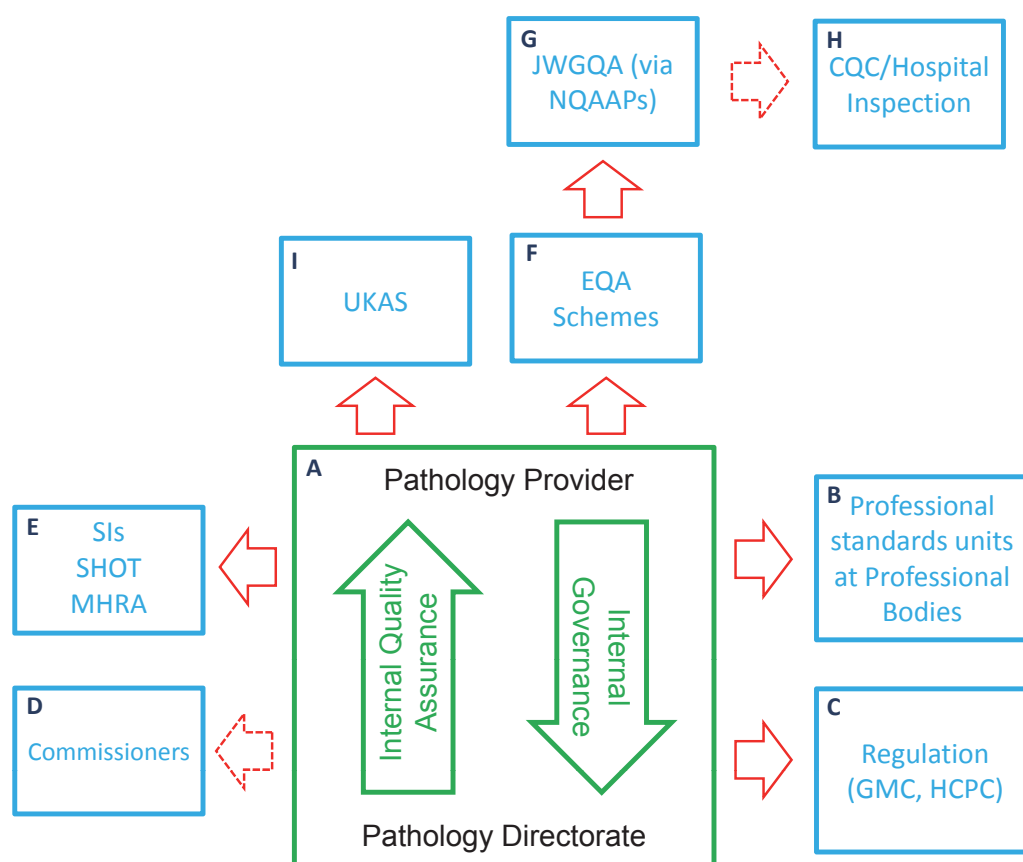 G
JWGQA (via
NQAAPs)
H
CQC/Hospital
Inspection
I
UKAS
F
EQA
Schemes
A
Pathology Provider
Internal Quality
Assurance
Internal
Governance
Pathology Directorate
E
SIs
SHOT
MHRA
B
Professional
standards units
at Professional
Bodies
D
Commissioners
C
Regulation
(GMC, HCPC)